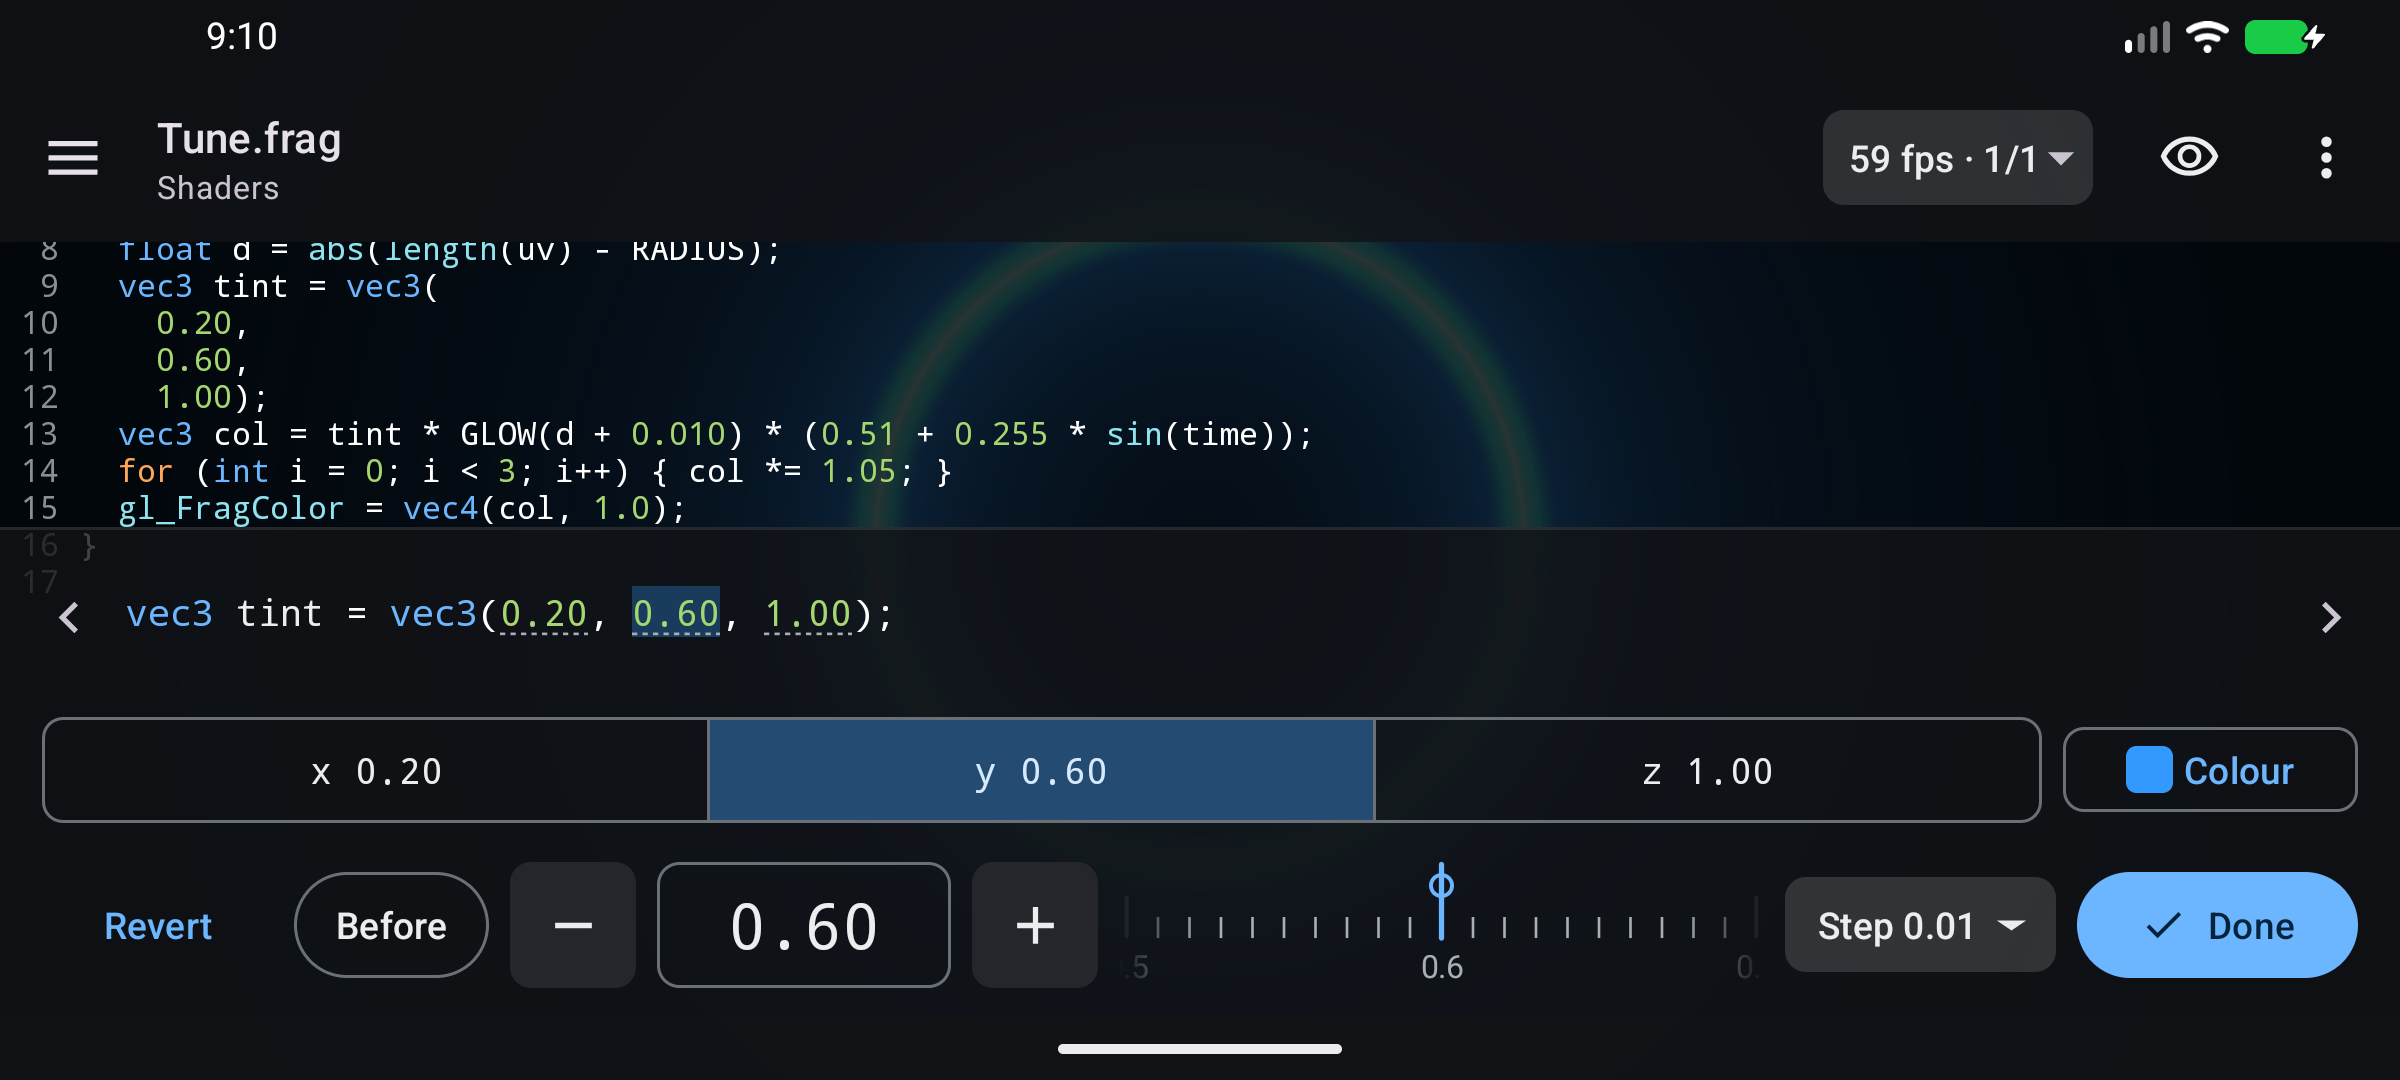 9:10
Tune.frag
Shaders
59 fps · 1/1
8 float d = abs(length(uv) - RADIUS);
9 vec3 tint = vec3(
10 0.20,
11 0.60,
12 1.00);
13 vec3 col = tint * GLOW(d + 0.010) * (0.51 + 0.255 * sin(time));
14 for (int i = 0; i < 3; i++) { col *= 1.05; }
15 gl_FragColor = vec4(col, 1.0);
16 }
17
vec3 tint = vec3(0.20, 0.60, 1.00);
x 0.20
y 0.60
z 1.00
Colour
Revert
Before
−
0.60
+
.5
0.6
0.
Step 0.01
Done